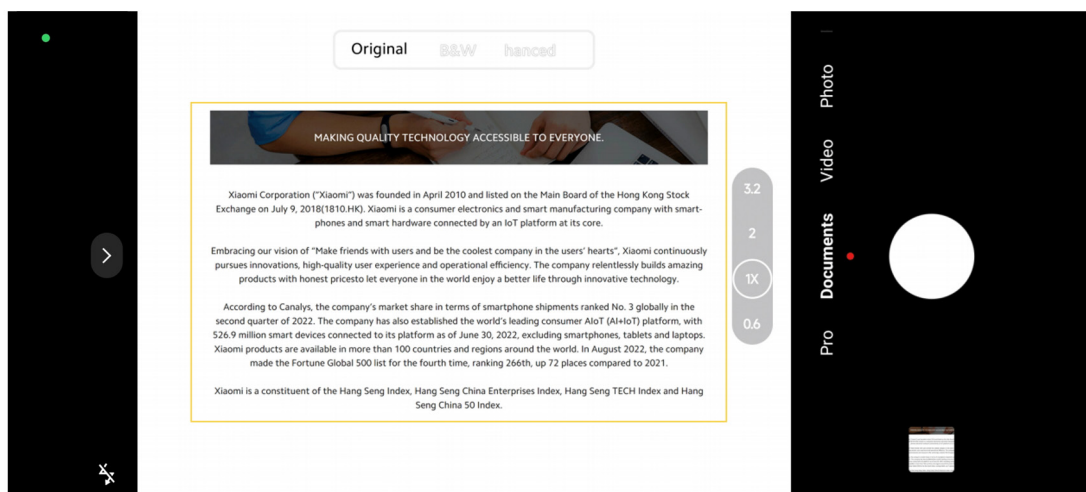 Original B&W hanced
MAKING QUALITY TECHNOLOGY ACCESSIBLE TO EVERYONE.
Xiaomi Corporation ("Xiaomi") was founded in April 2010 and listed on the Main Board of the Hong Kong Stock
Exchange on July 9, 2018(1810.HK). Xiaomi is a consumer electronics and smart manufacturing company with smart-
phones and smart hardware connected by an IoT platform at its core.
Embracing our vision of "Make friends with users and be the coolest company in the users' hearts", Xiaomi continuously
pursues innovations, high-quality user experience and operational efficiency. The company relentlessly builds amazing
products with honest pricesto let everyone in the world enjoy a better life through innovative technology.
According to Canalys, the company's market share in terms of smartphone shipments ranked No. 3 globally in the
second quarter of 2022. The company has also established the world's leading consumer AIoT (AI+IoT) platform, with
526.9 million smart devices connected to its platform as of June 30, 2022, excluding smartphones, tablets and laptops.
Xiaomi products are available in more than 100 countries and regions around the world. In August 2022, the company
made the Fortune Global 500 list for the fourth time, ranking 266th, up 72 places compared to 2021.
Xiaomi is a constituent of the Hang Seng Index, Hang Seng China Enterprises Index, Hang Seng TECH Index and Hang
Seng China 50 Index.
3.2
2
1X
0.6
Photo
Video
Documents
Pro